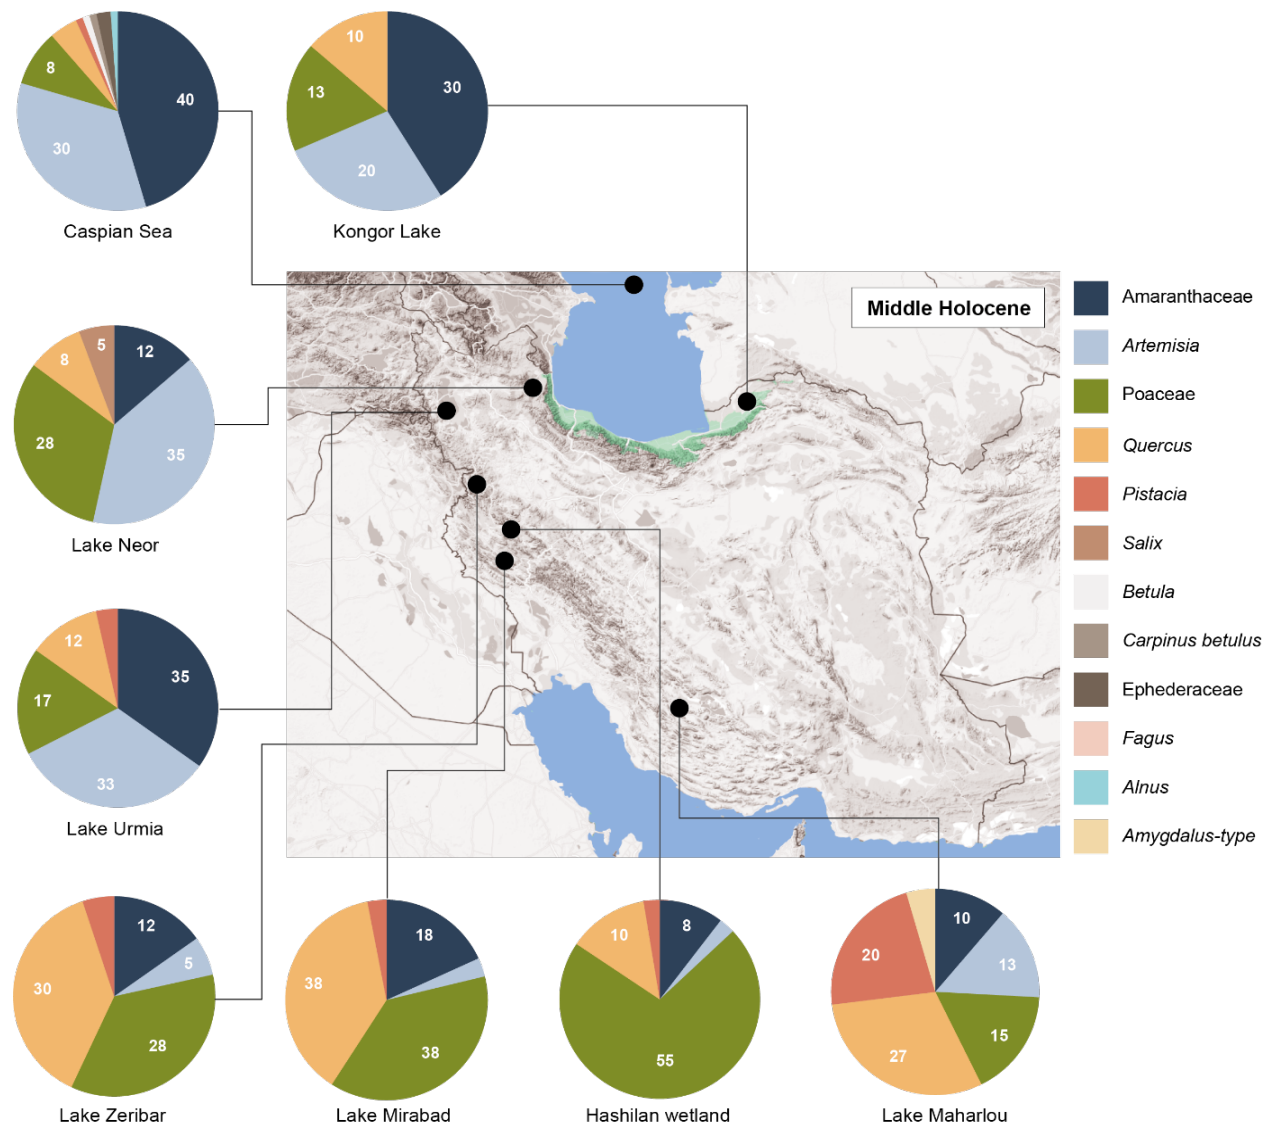 40
8
30
Caspian Sea
10
30
13
20
Kongor Lake
Middle Holocene
Amaranthaceae
Artemisia
Poaceae
Quercus
Pistacia
Salix
Betula
Carpinus betulus
Ephederaceae
Fagus
Alnus
Amygdalus-type
5
12
8
28
35
Lake Neor
12
35
17
33
Lake Urmia
12
5
30
28
Lake Zeribar
18
38
38
Lake Mirabad
8
10
55
Hashilan wetland
10
20
13
15
27
Lake Maharlou